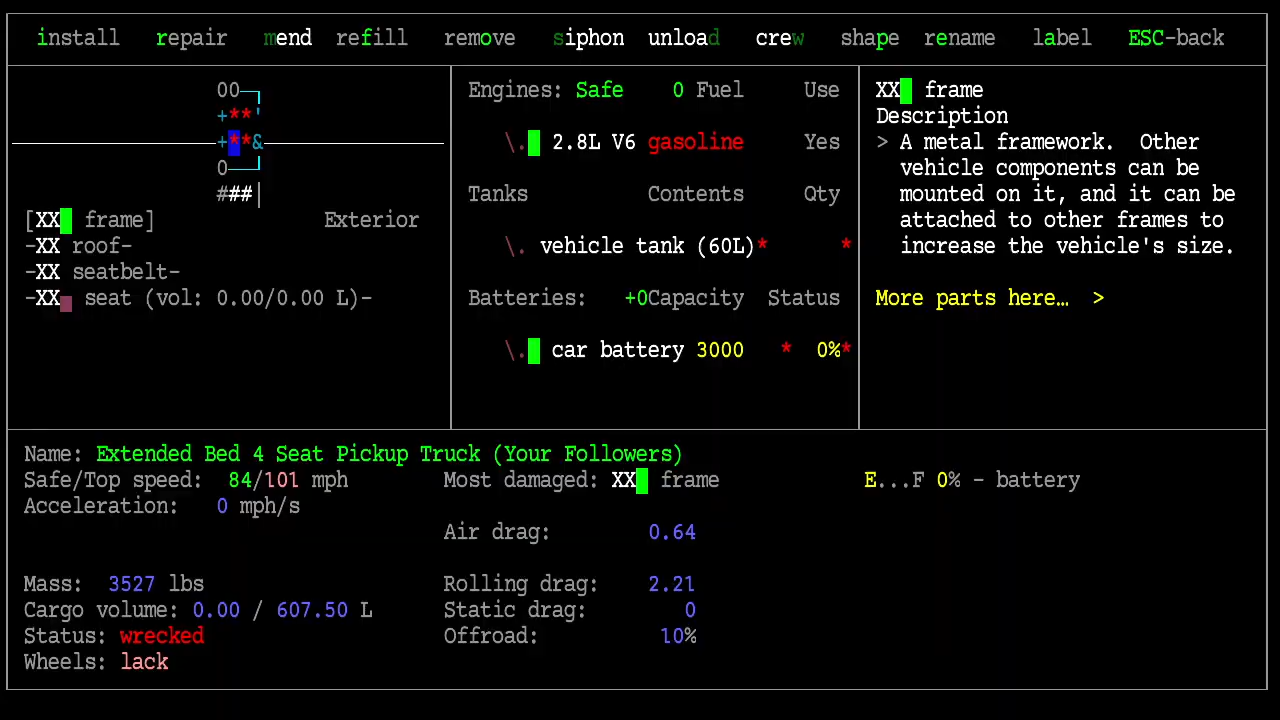 install repair mend refill remove siphon unload crew shape rename label ESC-back
OO
+**'
+**&
O
###|
[XX frame] Exterior
-XX roof-
-XX seatbelt-
-XX seat (vol: 0.00/0.00 L)-
Engines: Safe 0 Fuel Use
\. 2.8L V6 gasoline Yes
Tanks Contents Qty
\. vehicle tank (60L)* *
Batteries: +0Capacity Status
\. car battery 3000 * 0%*
XX frame
Description
> A metal framework. Other
vehicle components can be
mounted on it, and it can be
attached to other frames to
increase the vehicle's size.
More parts here… >
Name: Extended Bed 4 Seat Pickup Truck (Your Followers)
Safe/Top speed: 84/101 mph Most damaged: XX frame E...F 0% - battery
Acceleration: 0 mph/s
Air drag: 0.64
Mass: 3527 lbs Rolling drag: 2.21
Cargo volume: 0.00 / 607.50 L Static drag: 0
Status: wrecked Offroad: 10%
Wheels: lack